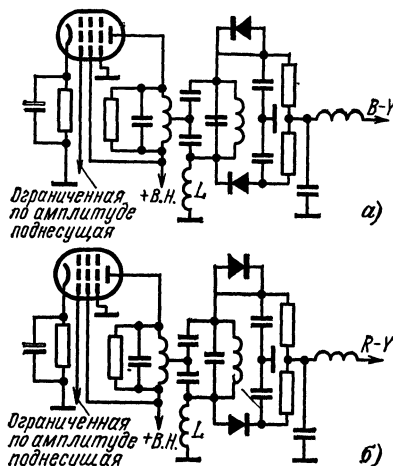 B-Y
L
+В.Н.
Ограниченная
по амплитуде
поднесущая
а)
R-Y
L
+В.Н.
Ограниченная
по амплитуде
поднесущая
б)